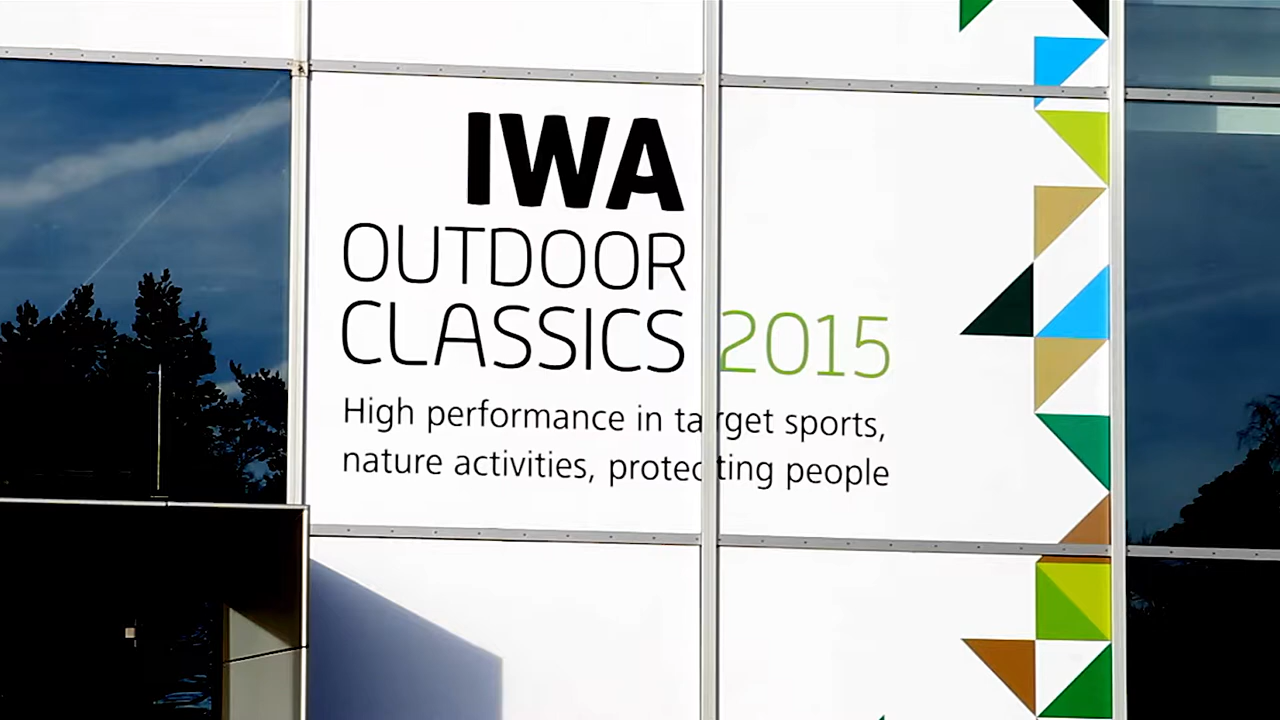 IWA
OUTDOOR
CLASSICS 2015
High performance in target sports,
nature activities, protecting people